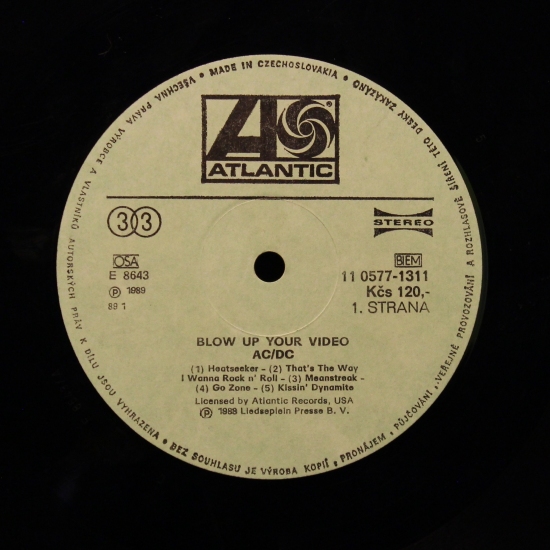 • MADE IN CZECHOSLOVAKIA •
VŠECHNA PRÁVA VÝROBCE A VLASTNÍKŮ AUTORSKÝCH PRÁV K DÍLU JSOU VYHRAZENA • BEZ SOUHLASU JE VÝROBA KOPIÍ, PRONÁJEM, PŮJČOVÁNÍ, VEŘEJNÉ PROVOZOVÁNÍ A ROZHLASOVÉ ŠÍŘENÍ TÉTO DESKY ZAKÁZÁNO
ATLANTIC
33
STEREO
OSA
BIEM
E 8643
11 0577-1311
Ⓟ 1989
Kčs 120,-
89 1
1. STRANA
BLOW UP YOUR VIDEO
AC/DC
(1) Heatseeker - (2) That's The Way
I Wanna Rock n' Roll - (3) Meanstreak -
(4) Go Zone - (5) Kissin' Dynamite
Licensed by Atlantic Records, USA
Ⓟ 1988 Liedseplein Presse B. V.